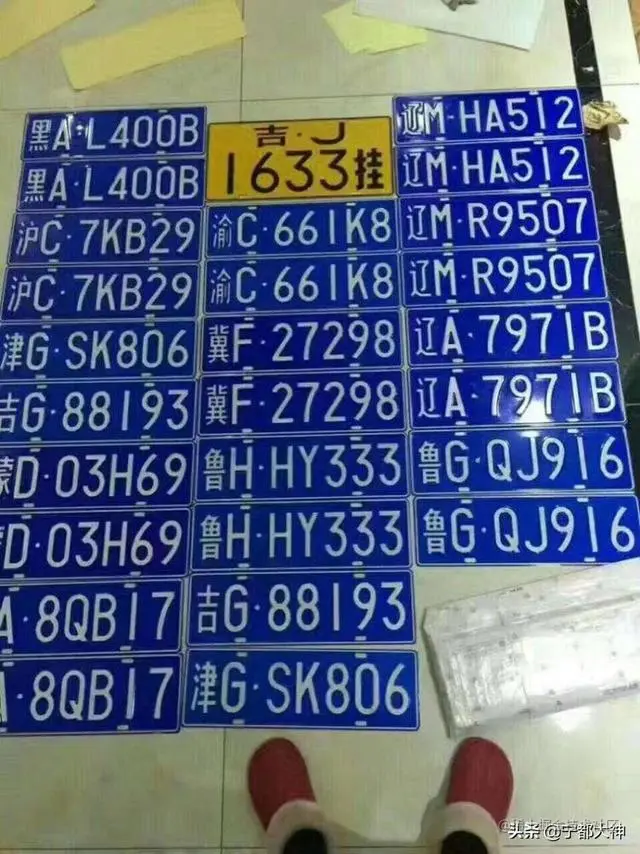 黑A·L400B
黑A·L400B
沪C·7KB29
沪C·7KB29
津G·SK806
吉G·88193
蒙D·03H69
D·03H69
A·8QB17
A·8QB17
吉·J
1633挂
渝C·661K8
渝C·661K8
冀F·27298
冀F·27298
鲁H·HY333
鲁H·HY333
吉G·88193
津G·SK806
辽M·HA512
辽M·HA512
辽M·R9507
辽M·R9507
辽A·7971B
辽A·7971B
鲁G·QJ916
鲁G·QJ916
头条@宁都大神